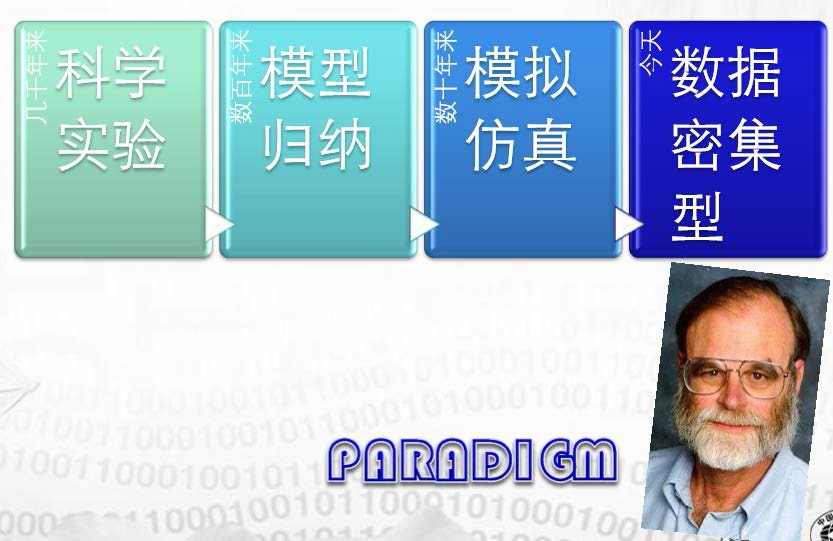 几千年来
科学
实验
数百年来
模型
归纳
数十年来
模拟
仿真
今天
数据
密集
型
PARADIGM